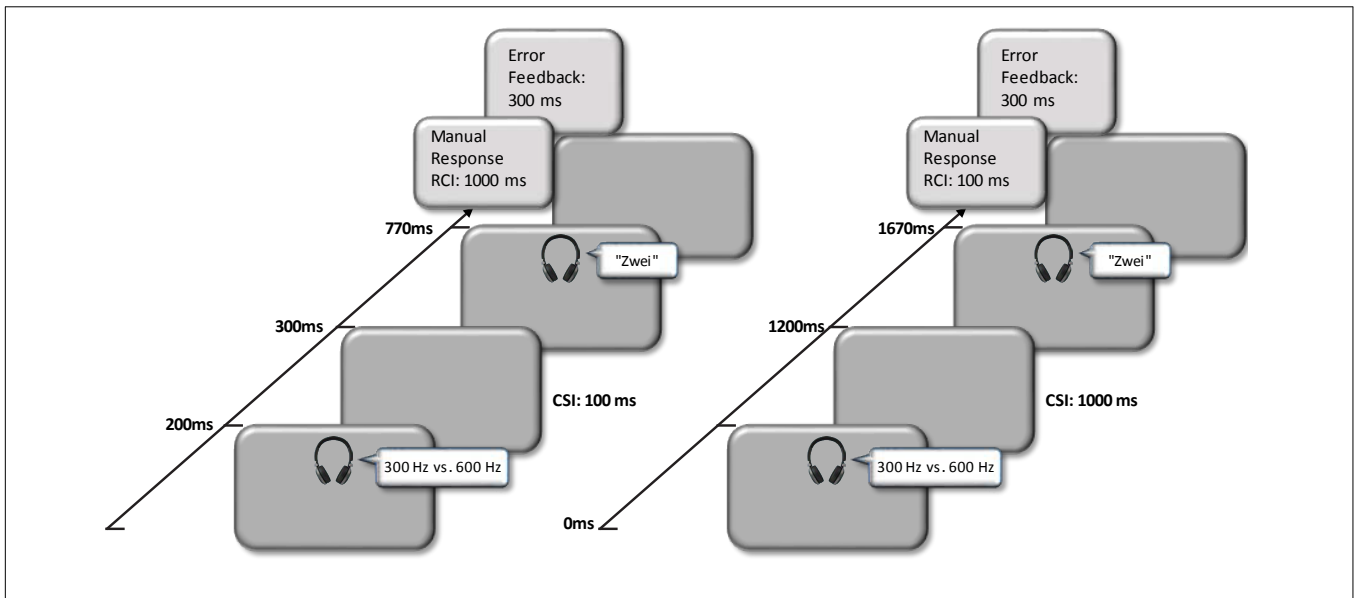 Error
Feedback:
300 ms
Manual
Response
RCI: 1000 ms
770ms
"Zwei"
300ms
CSI: 100 ms
200ms
300 Hz vs. 600 Hz
Error
Feedback:
300 ms
Manual
Response
RCI: 100 ms
1670ms
"Zwei"
1200ms
CSI: 1000 ms
300 Hz vs. 600 Hz
0ms